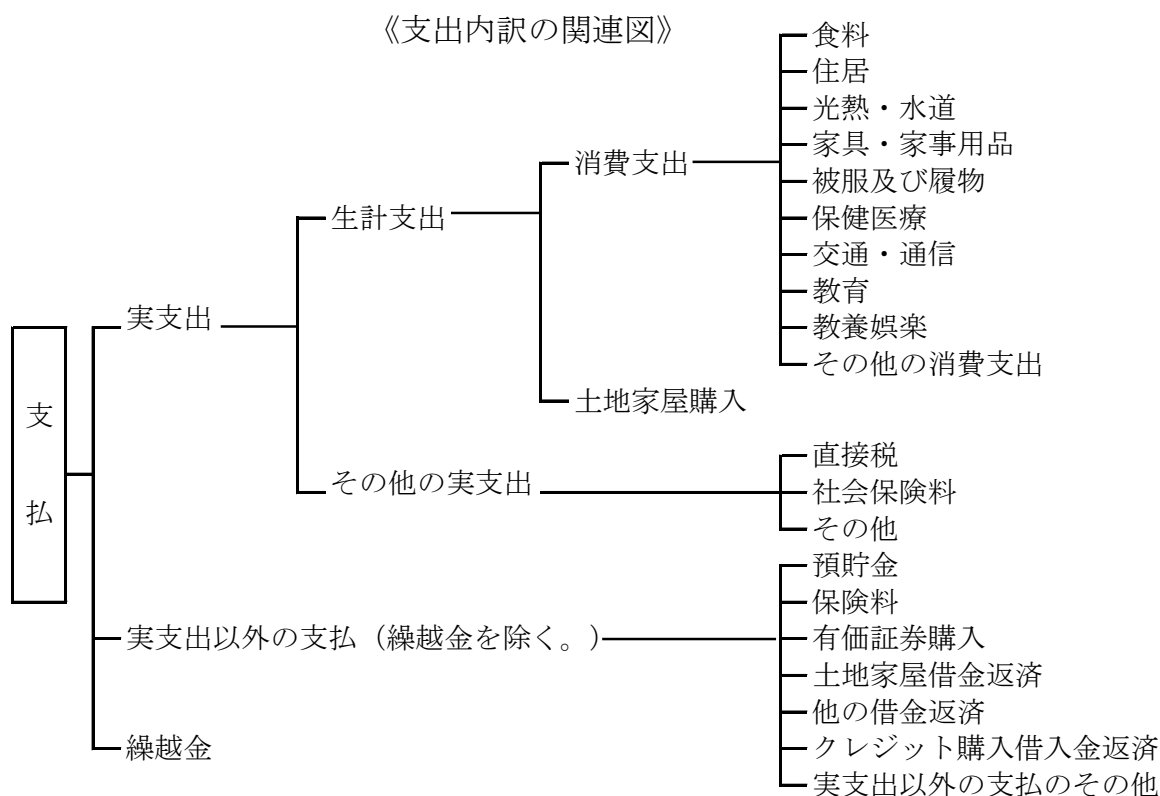 《支出内訳の関連図》
食料
住居
光熱・水道
家具・家事用品
消費支出
被服及び履物
生計支出
保健医療
交通・通信
教育
実支出
教養娯楽
その他の消費支出
土地家屋購入
支払
直接税
その他の実支出
社会保険料
その他
預貯金
保険料
実支出以外の支払（繰越金を除く。）
有価証券購入
土地家屋借金返済
他の借金返済
繰越金
クレジット購入借入金返済
実支出以外の支払のその他